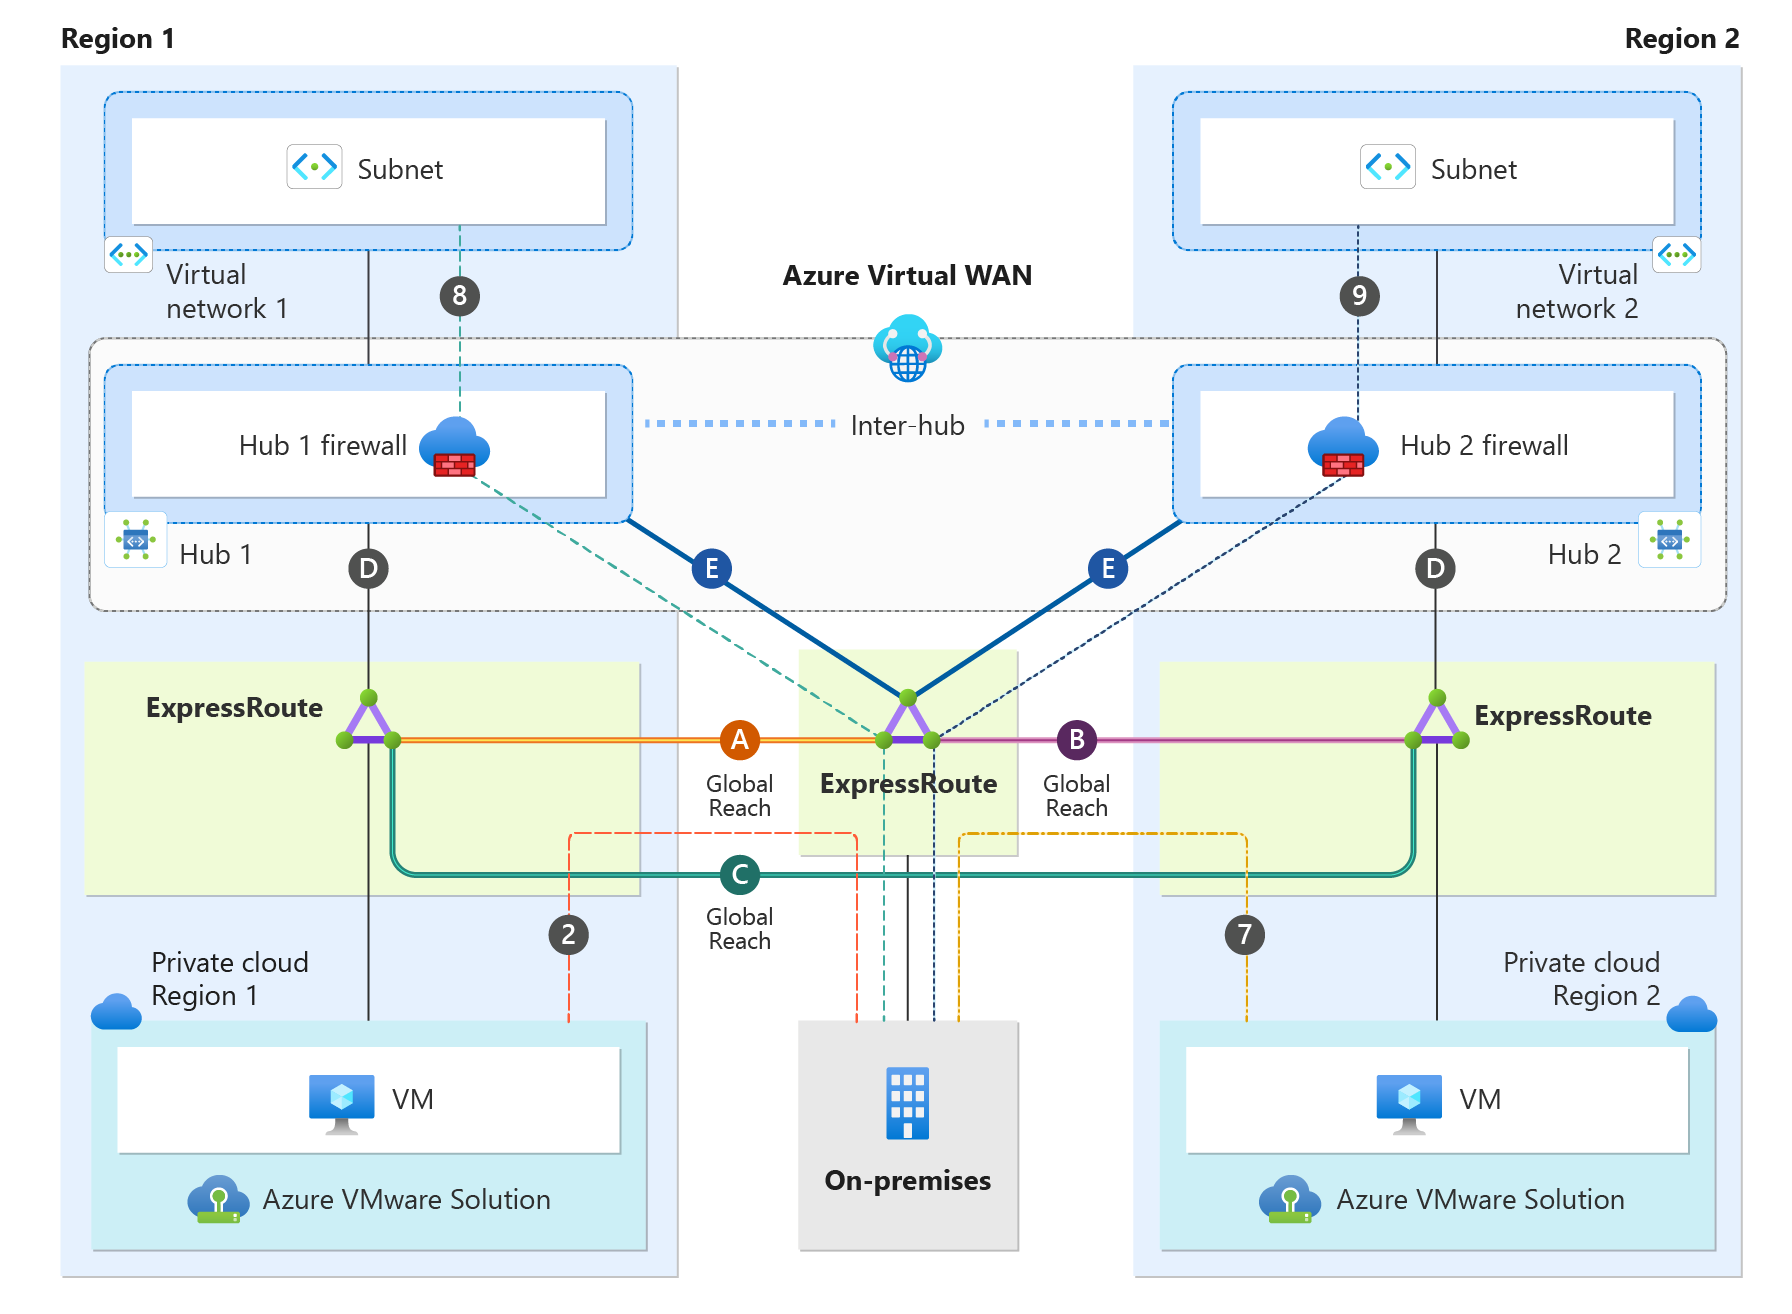 Region 1
Region 2
Subnet
Subnet
Virtual
network 1
8
Azure Virtual WAN
9
Virtual
network 2
Hub 1 firewall
Inter-hub
Hub 2 firewall
Hub 1
D
E
E
D
Hub 2
ExpressRoute
A
Global
Reach
ExpressRoute
B
Global
Reach
ExpressRoute
C
Global
Reach
2
7
Private cloud
Region 1
Private cloud
Region 2
VM
Azure VMware Solution
On-premises
VM
Azure VMware Solution